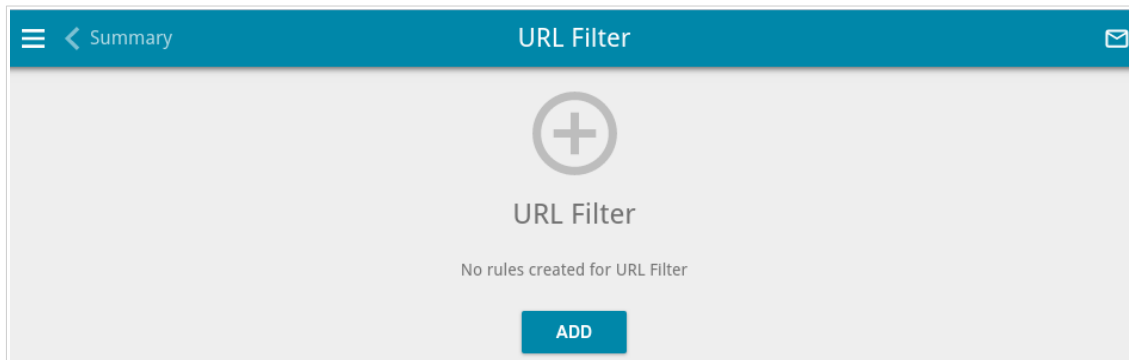 Summary
URL Filter
URL Filter
No rules created for URL Filter
ADD